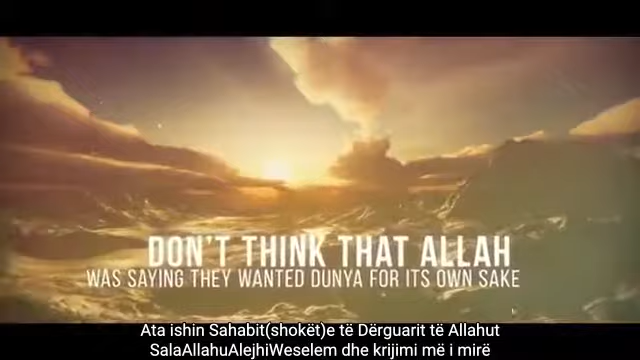 DON'T THINK THAT ALLAH
WAS SAYING THEY WANTED DUNYA FOR ITS OWN SAKE
Ata ishin Sahabit(shokët)e të Dërguarit të Allahut
SalaAllahuAlejhiWeselem dhe krijimi më i mirë